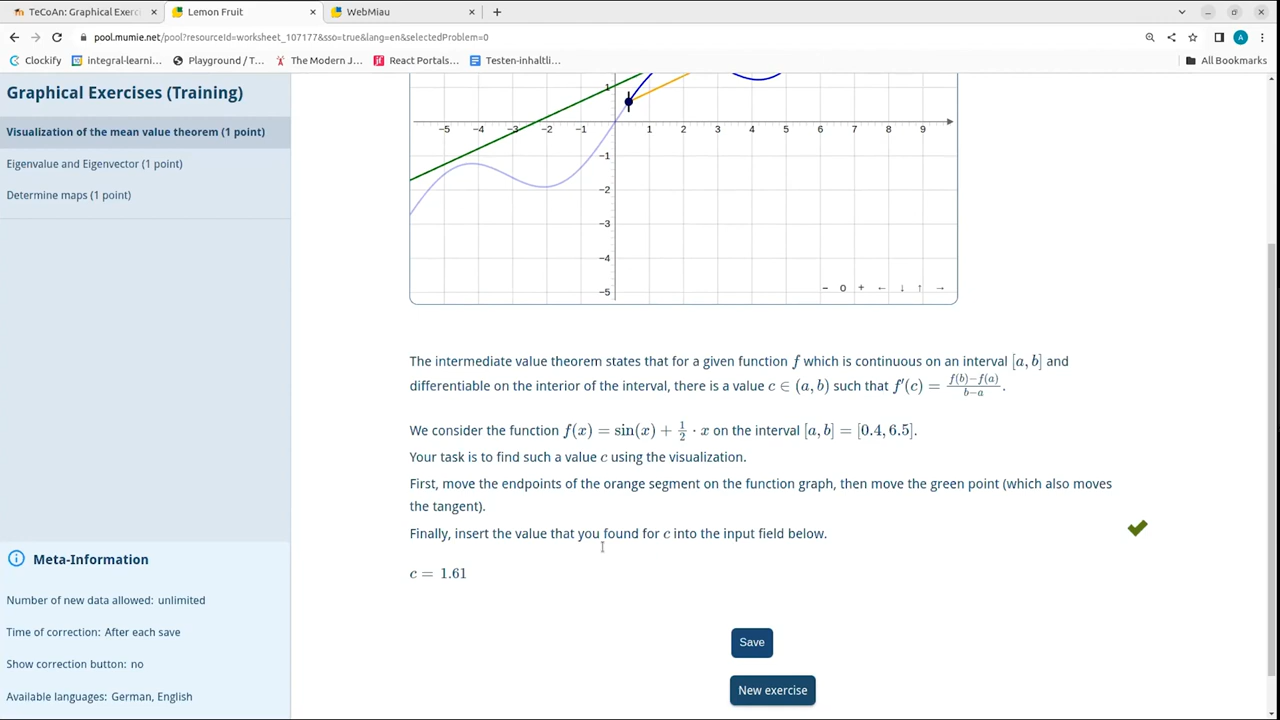 TeCoAn: Graphical Exerci
Lemon Fruit
WebMiau
pool.mumie.net/pool?resourceId=worksheet_107177&sso=true&lang=en&selectedProblem=0
A
Clockify
integral-learni...
Playground / T...
The Modern J...
React Portals...
Testen-inhaltli...
All Bookmarks
Graphical Exercises (Training)
Visualization of the mean value theorem (1 point)
Eigenvalue and Eigenvector (1 point)
Determine maps (1 point)
1
−5 −4 −3 −2 −1 1 2 3 4 5 6 7 8 9
−1
−2
−3
−4
−5
− o + ← ↓ ↑ →
The intermediate value theorem states that for a given function f which is continuous on an interval [a, b] and
differentiable on the interior of the interval, there is a value c ∈ (a, b) such that f′(c) = f(b)−f(a)/b−a.
We consider the function f(x) = sin(x) + 1/2 · x on the interval [a, b] = [0.4, 6.5].
Your task is to find such a value c using the visualization.
First, move the endpoints of the orange segment on the function graph, then move the green point (which also moves
the tangent).
Finally, insert the value that you found for c into the input field below.
c = 1.61
Save
New exercise
Meta-Information
Number of new data allowed: unlimited
Time of correction: After each save
Show correction button: no
Available languages: German, English